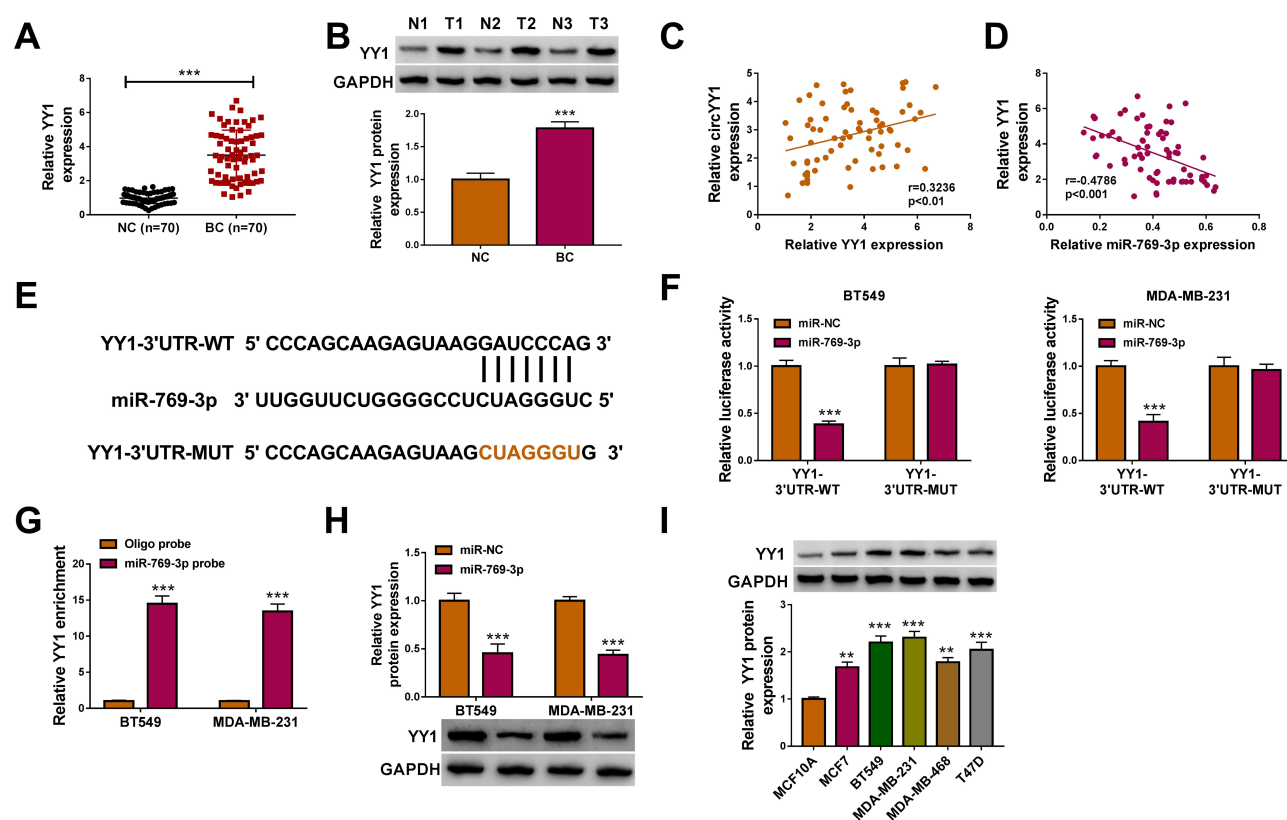 A
Relative YY1
expression
8
6
4
2
0
***
NC (n=70)
BC (n=70)
B
N1 T1 N2 T2 N3 T3
YY1
GAPDH
Relative YY1 protein
expression
2.0
1.5
1.0
0.5
0.0
***
NC
BC
C
Relative circYY1
expression
5
4
3
2
1
0
r=0.3236
p<0.01
0 2 4 6 8
Relative YY1 expression
D
Relative YY1
expression
8
6
4
2
0
r=-0.4786
p<0.001
0.0 0.2 0.4 0.6 0.8
Relative miR-769-3p expression
E
YY1-3'UTR-WT 5' CCCAGCAAGAGUAAGGAUCCCAG 3'
miR-769-3p 3' UUGGUUCUGGGGCCUCUAGGGUC 5'
YY1-3'UTR-MUT 5' CCCAGCAAGAGUAAGCUAGGGUG 3'
F
BT549
Relative luciferase activity
1.5
1.0
0.5
0.0
miR-NC
miR-769-3p
***
YY1-
3'UTR-WT
YY1-
3'UTR-MUT
MDA-MB-231
Relative luciferase activity
1.5
1.0
0.5
0.0
miR-NC
miR-769-3p
***
YY1-
3'UTR-WT
YY1-
3'UTR-MUT
G
Oligo probe
miR-769-3p probe
Relative YY1 enrichment
20
15
10
5
0
***
***
BT549
MDA-MB-231
H
Relative YY1
protein expression
1.5
1.0
0.5
0.0
miR-NC
miR-769-3p
***
***
BT549
MDA-MB-231
YY1
GAPDH
I
YY1
GAPDH
Relative YY1 protein
expression
3
2
1
0
**
***
***
**
***
MCF10A
MCF7
BT549
MDA-MB-231
MDA-MB-468
T47D